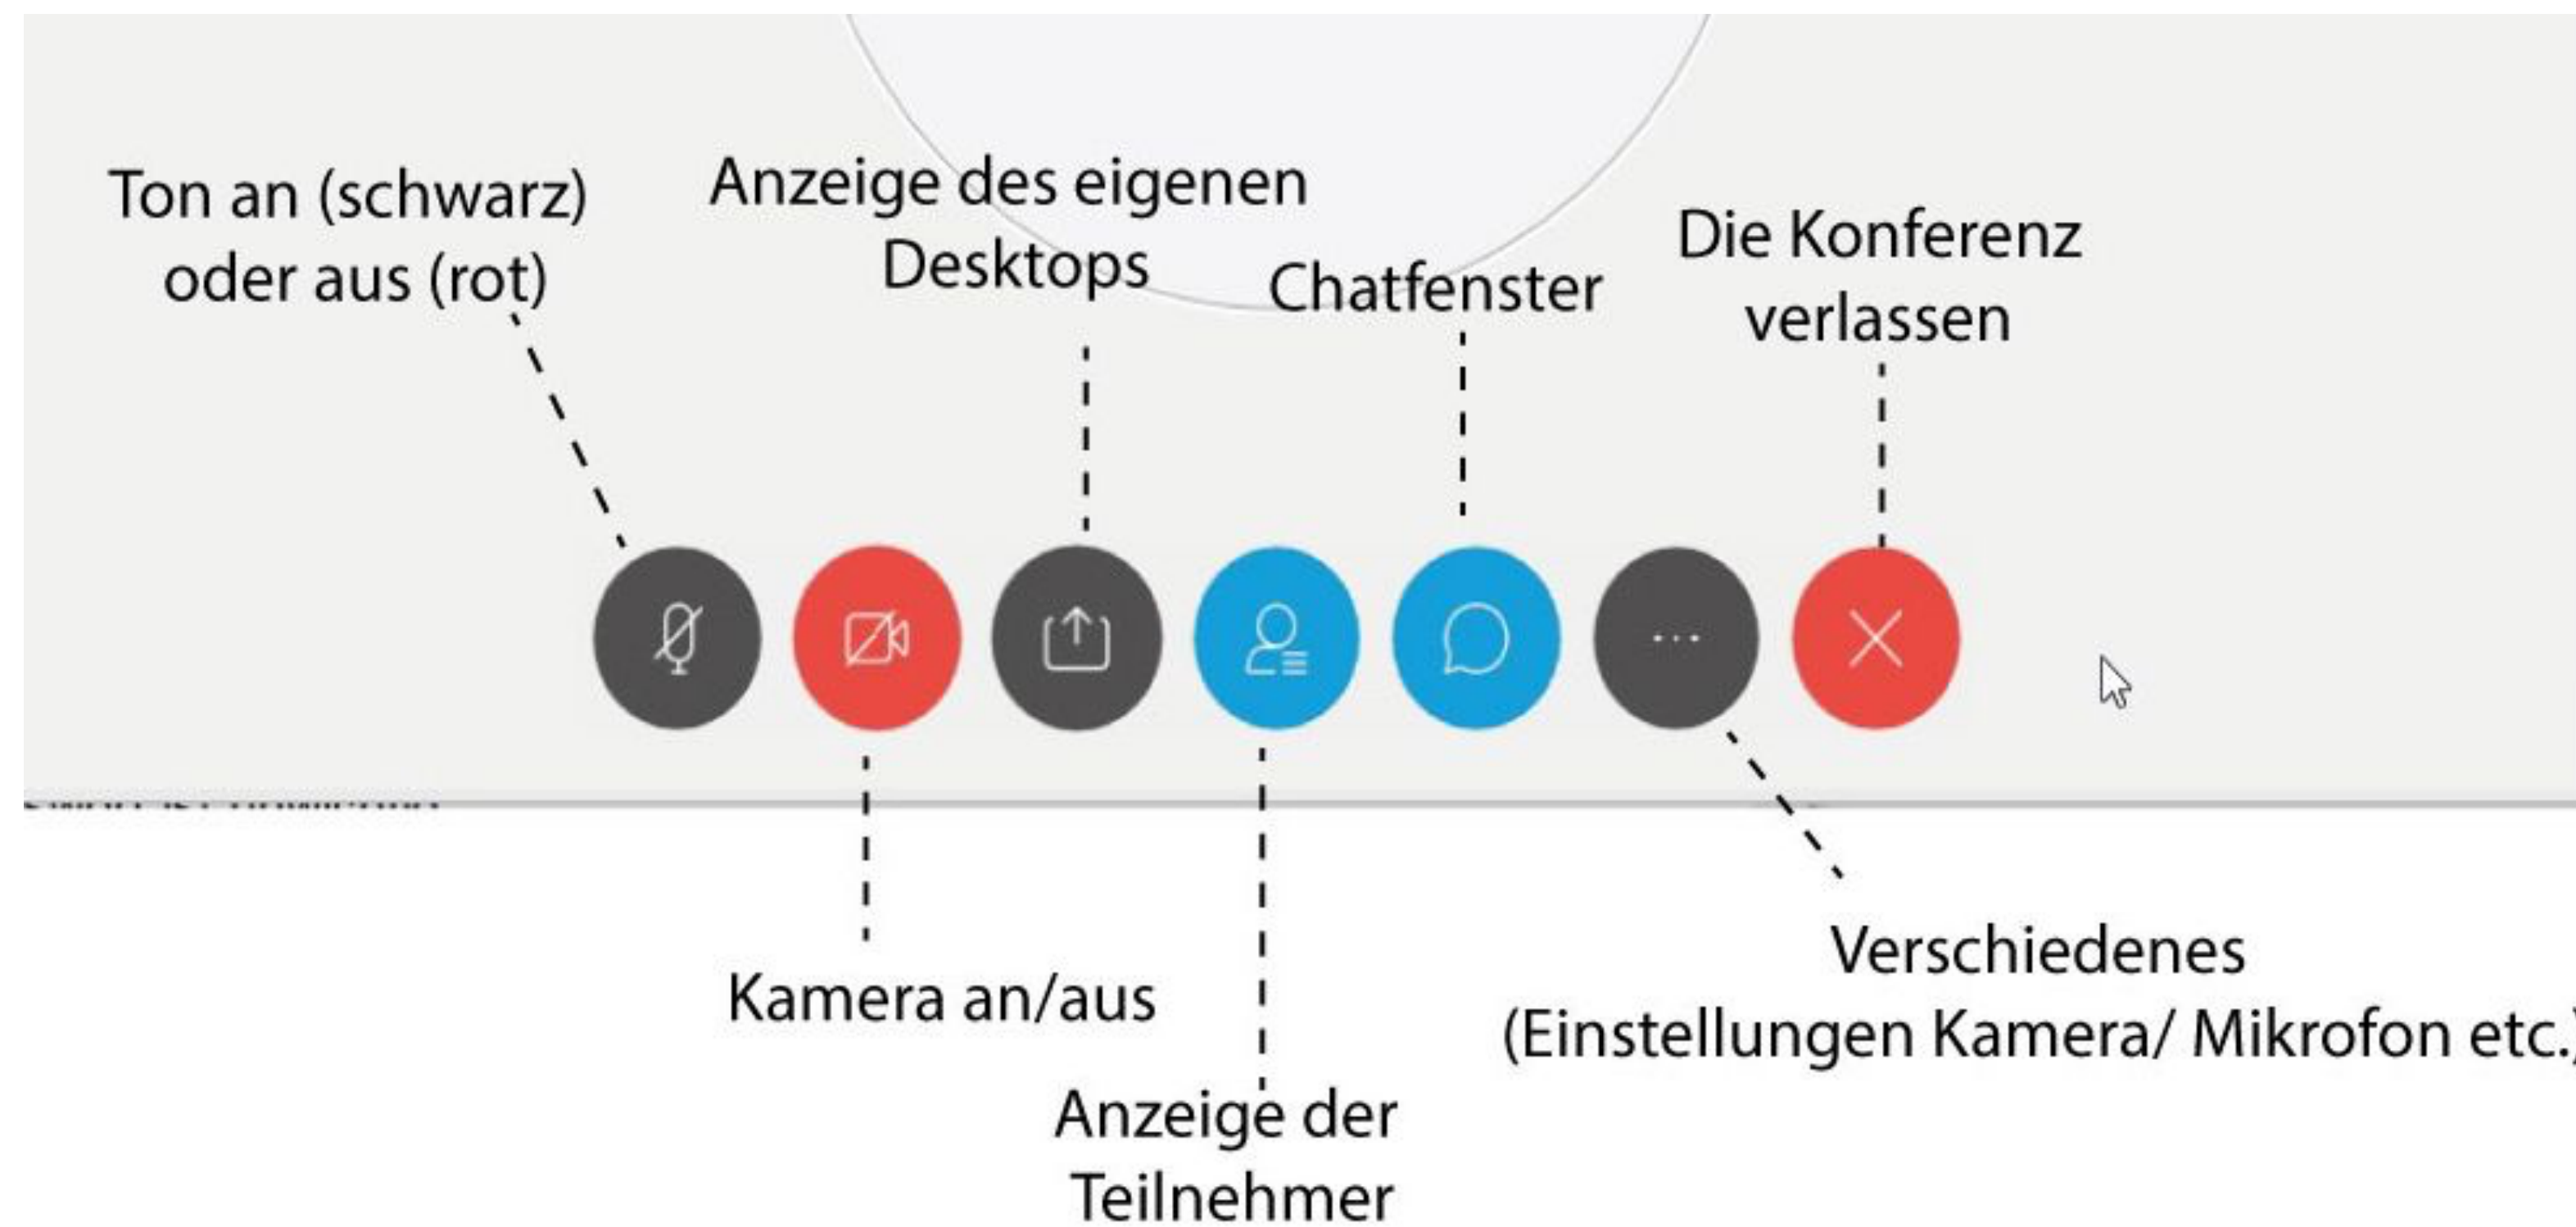 Ton an (schwarz)
oder aus (rot)
Anzeige des eigenen
Desktops
Chatfenster
Die Konferenz
verlassen
Kamera an/aus
Anzeige der
Teilnehmer
Verschiedenes
(Einstellungen Kamera/ Mikrofon etc.)